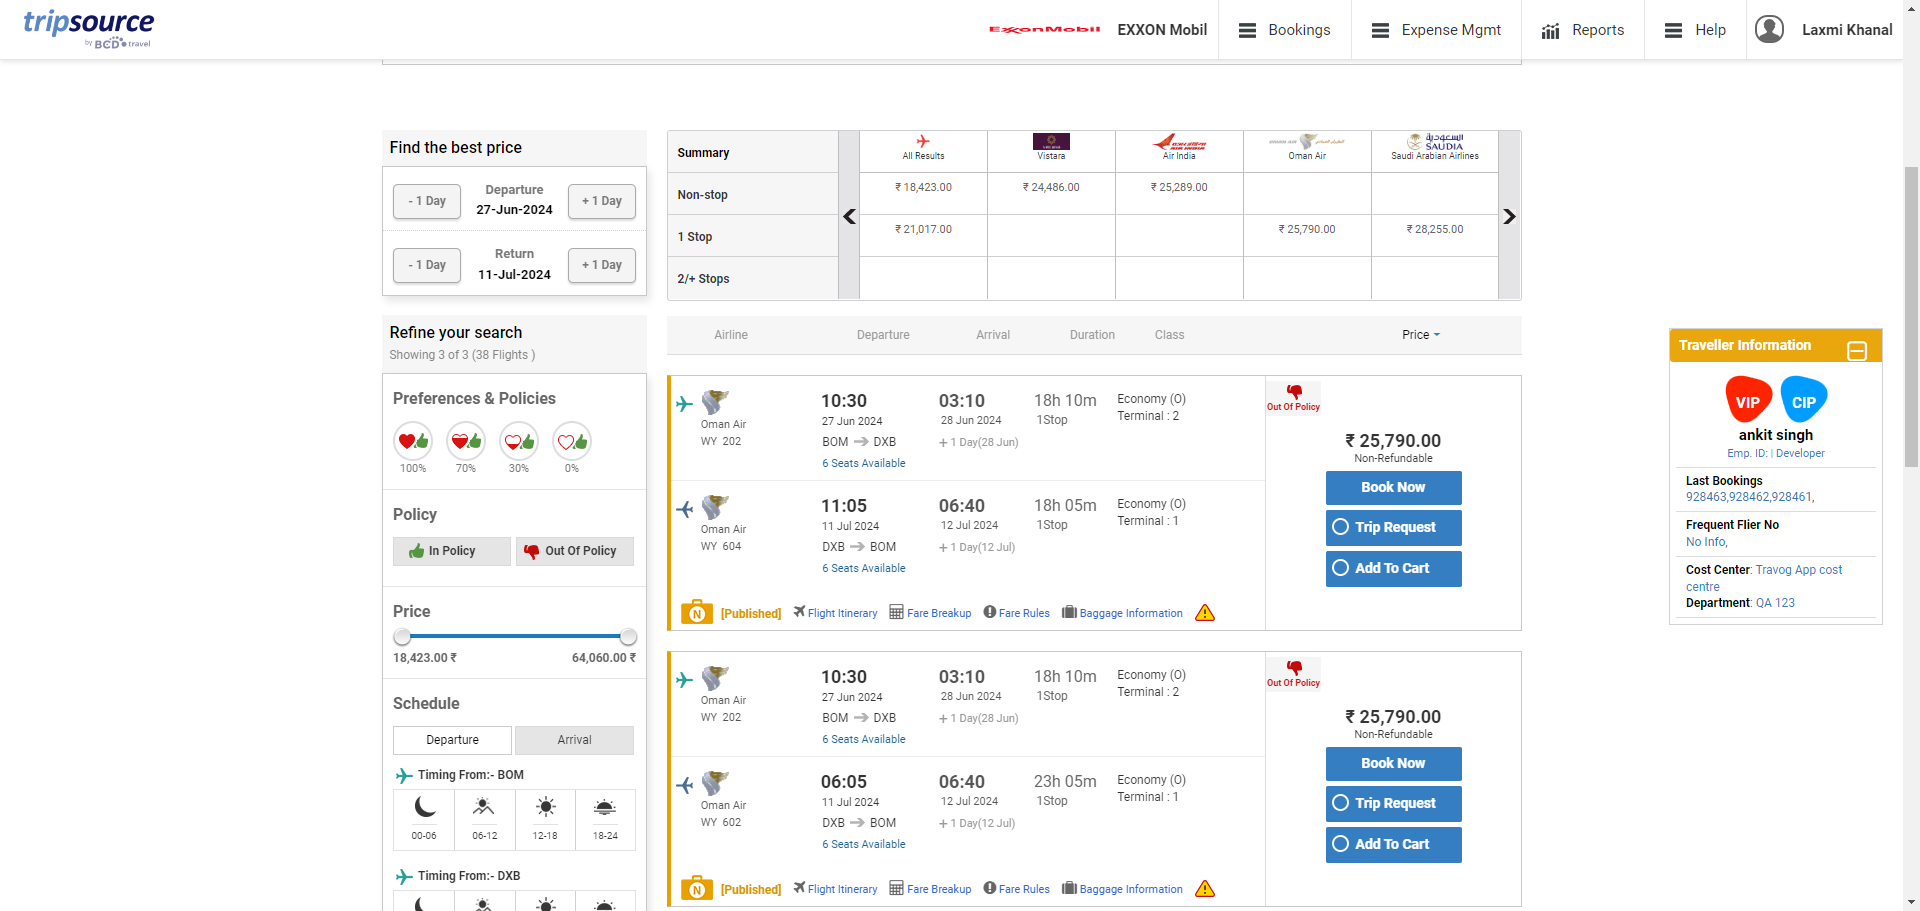 tripsource
by BCD travel
ExxonMobil
EXXON Mobil
Bookings
Expense Mgmt
Reports
Help
Laxmi Khanal
Find the best price
- 1 Day
Departure
27-Jun-2024
+ 1 Day
- 1 Day
Return
11-Jul-2024
+ 1 Day
Refine your search
Showing 3 of 3 (38 Flights )
Preferences & Policies
100% 70% 30% 0%
Policy
In Policy
Out Of Policy
Price
18,423.00 ₹ 64,060.00 ₹
Schedule
Departure Arrival
Timing From:- BOM
00-06 06-12 12-18 18-24
Timing From:- DXB
Summary
All Results
Vistara
AIR INDIA
Air India
OMAN AIR
Oman Air
السعودية
SAUDIA
Saudi Arabian Airlines
Non-stop ₹ 18,423.00 ₹ 24,486.00 ₹ 25,289.00
1 Stop ₹ 21,017.00 ₹ 25,790.00 ₹ 28,255.00
2/+ Stops
Airline Departure Arrival Duration Class Price
Oman Air
WY 202
10:30
27 Jun 2024
BOM DXB
6 Seats Available
03:10
28 Jun 2024
+ 1 Day(28 Jun)
18h 10m
1Stop
Economy (O)
Terminal : 2
Oman Air
WY 604
11:05
11 Jul 2024
DXB BOM
6 Seats Available
06:40
12 Jul 2024
+ 1 Day(12 Jul)
18h 05m
1Stop
Economy (O)
Terminal : 1
Out Of Policy
₹ 25,790.00
Non-Refundable
Book Now
Trip Request
Add To Cart
N [Published] Flight Itinerary Fare Breakup Fare Rules Baggage Information
Oman Air
WY 202
10:30
27 Jun 2024
BOM DXB
6 Seats Available
03:10
28 Jun 2024
+ 1 Day(28 Jun)
18h 10m
1Stop
Economy (O)
Terminal : 2
Oman Air
WY 602
06:05
11 Jul 2024
DXB BOM
6 Seats Available
06:40
12 Jul 2024
+ 1 Day(12 Jul)
23h 05m
1Stop
Economy (O)
Terminal : 1
Out Of Policy
₹ 25,790.00
Non-Refundable
Book Now
Trip Request
Add To Cart
N [Published] Flight Itinerary Fare Breakup Fare Rules Baggage Information
Traveller Information
VIP CIP
ankit singh
Emp. ID: | Developer
Last Bookings
928463,928462,928461,
Frequent Flier No
No Info,
Cost Center: Travog App cost
centre
Department: QA 123